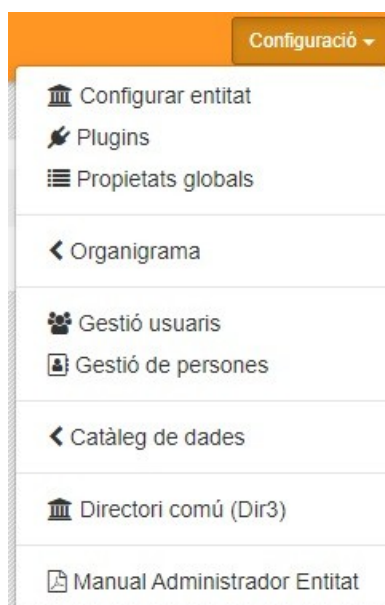 Configuració
Configurar entitat
Plugins
Propietats globals
Organigrama
Gestió usuaris
Gestió de persones
Catàleg de dades
Directori comú (Dir3)
Manual Administrador Entitat